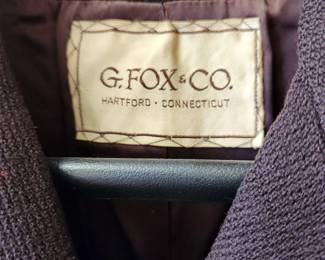 G. FOX & CO.
HARTFORD · CONNECTICUT